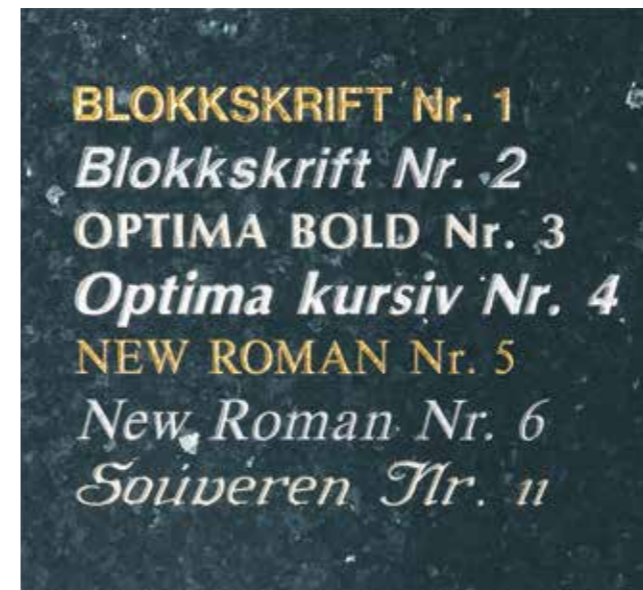 BLOKKSKRIFT Nr. 1
Blokkskrift Nr. 2
OPTIMA BOLD Nr. 3
Optima kursiv Nr. 4
NEW ROMAN Nr. 5
New Roman Nr. 6
Souveren Nr. 11